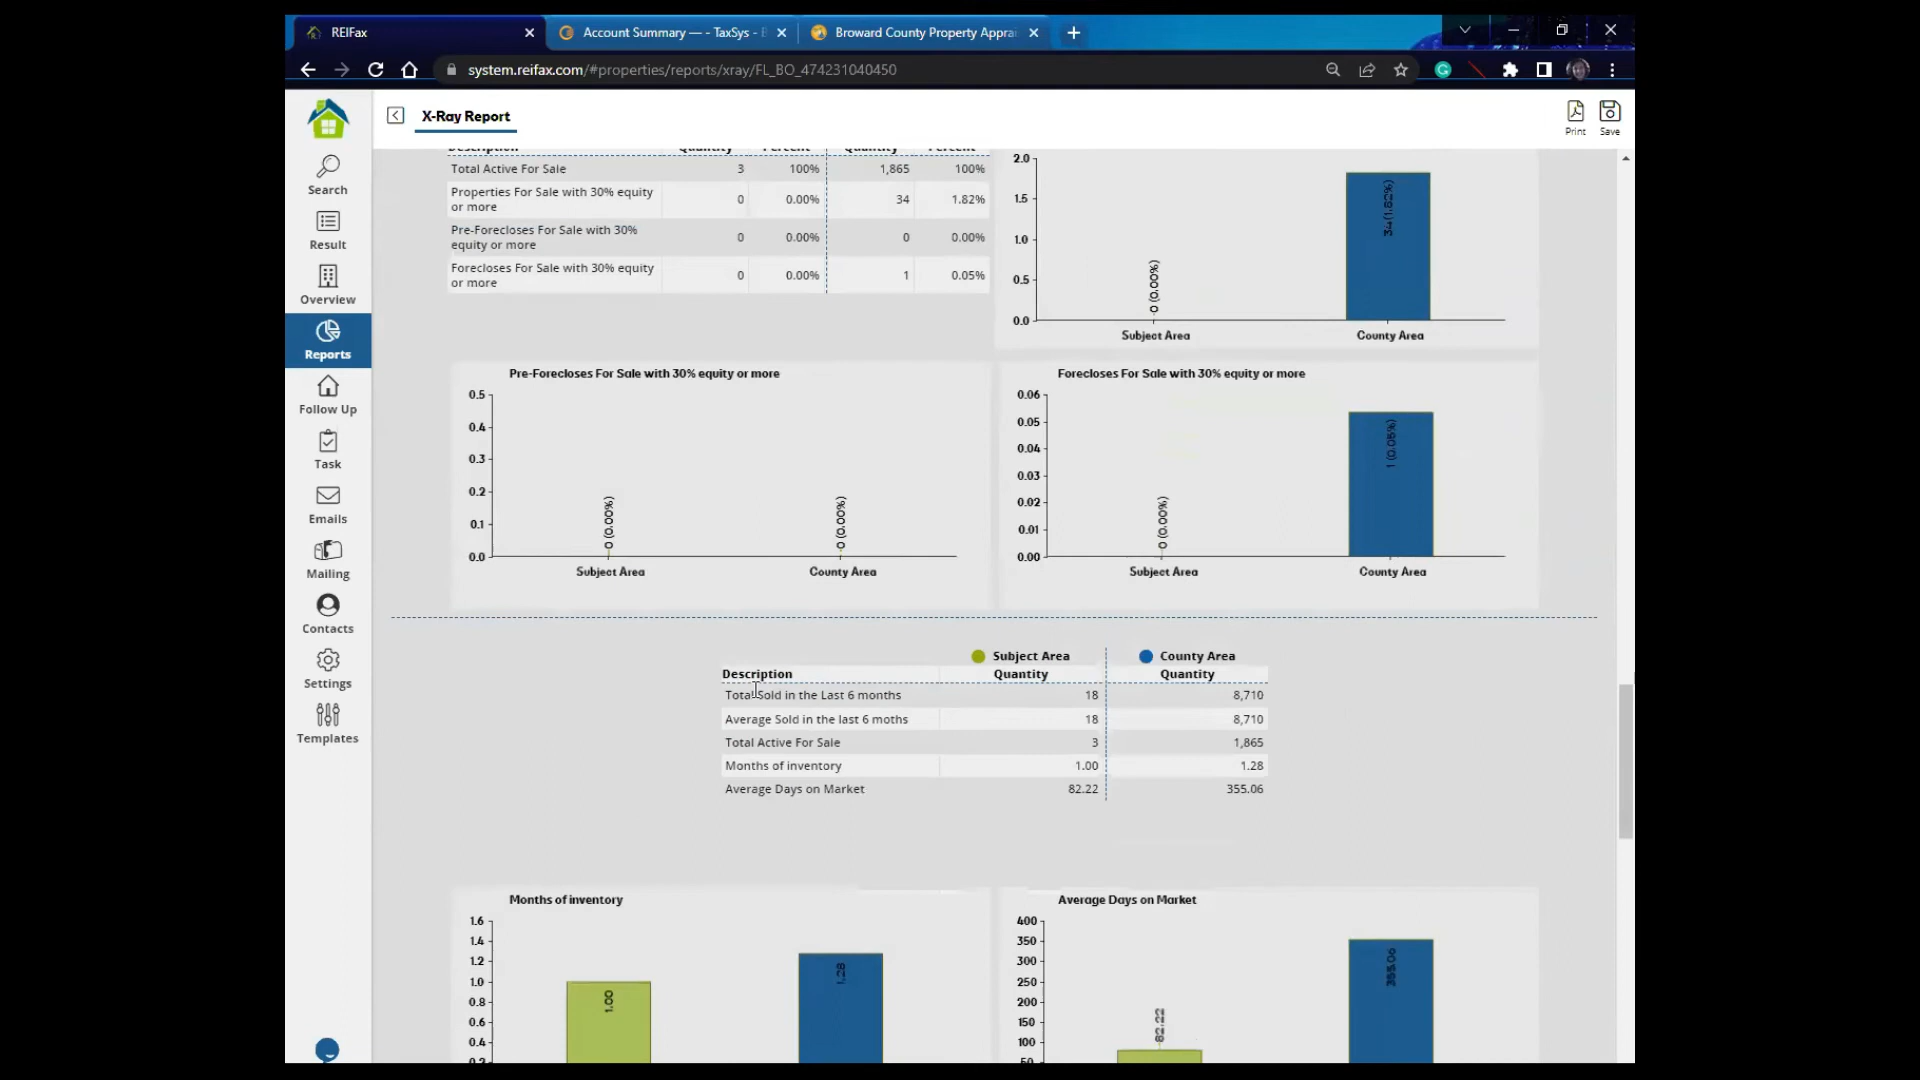 REIFax
Account Summary — - TaxSys - B
Broward County Property Apprai
system.reifax.com/#properties/reports/xray/FL_BO_474231040450
X-Ray Report
Print
Save
Search
Result
Overview
Reports
Follow Up
Task
Emails
Mailing
Contacts
Settings
Templates
Description Quantity Percent Quantity Percent
Total Active For Sale 3 100% 1,865 100%
Properties For Sale with 30% equity
or more 0 0.00% 34 1.82%
Pre-Forecloses For Sale with 30%
equity or more 0 0.00% 0 0.00%
Forecloses For Sale with 30% equity
or more 0 0.00% 1 0.05%
2.0
1.5
1.0
0.5
0.0
0 (0.00%)
34 (1.82%)
Subject Area County Area
Pre-Forecloses For Sale with 30% equity or more
0.5
0.4
0.3
0.2
0.1
0.0
0 (0.00%)
0 (0.00%)
Subject Area County Area
Forecloses For Sale with 30% equity or more
0.06
0.05
0.04
0.03
0.02
0.01
0.00
0 (0.00%)
1 (0.05%)
Subject Area County Area
Subject Area County Area
Description Quantity Quantity
Total Sold in the Last 6 months 18 8,710
Average Sold in the last 6 moths 18 8,710
Total Active For Sale 3 1,865
Months of inventory 1.00 1.28
Average Days on Market 82.22 355.06
Months of inventory
1.6
1.4
1.2
1.0
0.8
0.6
0.4
0.2
1.00
1.28
Average Days on Market
400
350
300
250
200
150
100
50
82.22
355.06